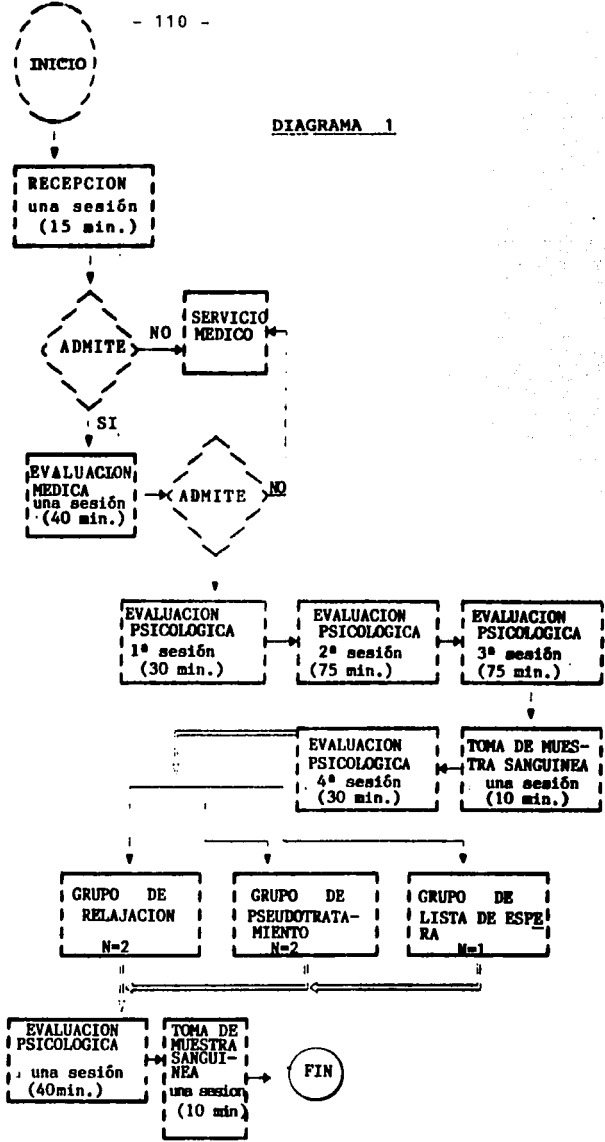 - 110 -
INICIO
DIAGRAMA 1
RECEPCION
una sesión
(15 min.)
ADMITE
NO
SERVICIO
MEDICO
SI
EVALUACION
MEDICA
una sesión
(40 min.)
ADMITE
NO
EVALUACION
PSICOLOGICA
1ª sesión
(30 min.)
EVALUACION
PSICOLOGICA
2ª sesión
(75 min.)
EVALUACION
PSICOLOGICA
3ª sesión
(75 min.)
EVALUACION
PSICOLOGICA
4ª sesión
(30 min.)
TOMA DE MUES-
TRA SANGUINEA
una sesión
(10 min.)
GRUPO DE
RELAJACION
N=2
GRUPO DE
PSEUDOTRATA-
MIENTO
N=2
GRUPO DE
LISTA DE ESPE
RA
N=1
EVALUACION
PSICOLOGICA
una sesión
(40min.)
TOMA DE
MUESTRA
SANGUI-
NEA
una sesion
(10 min)
FIN